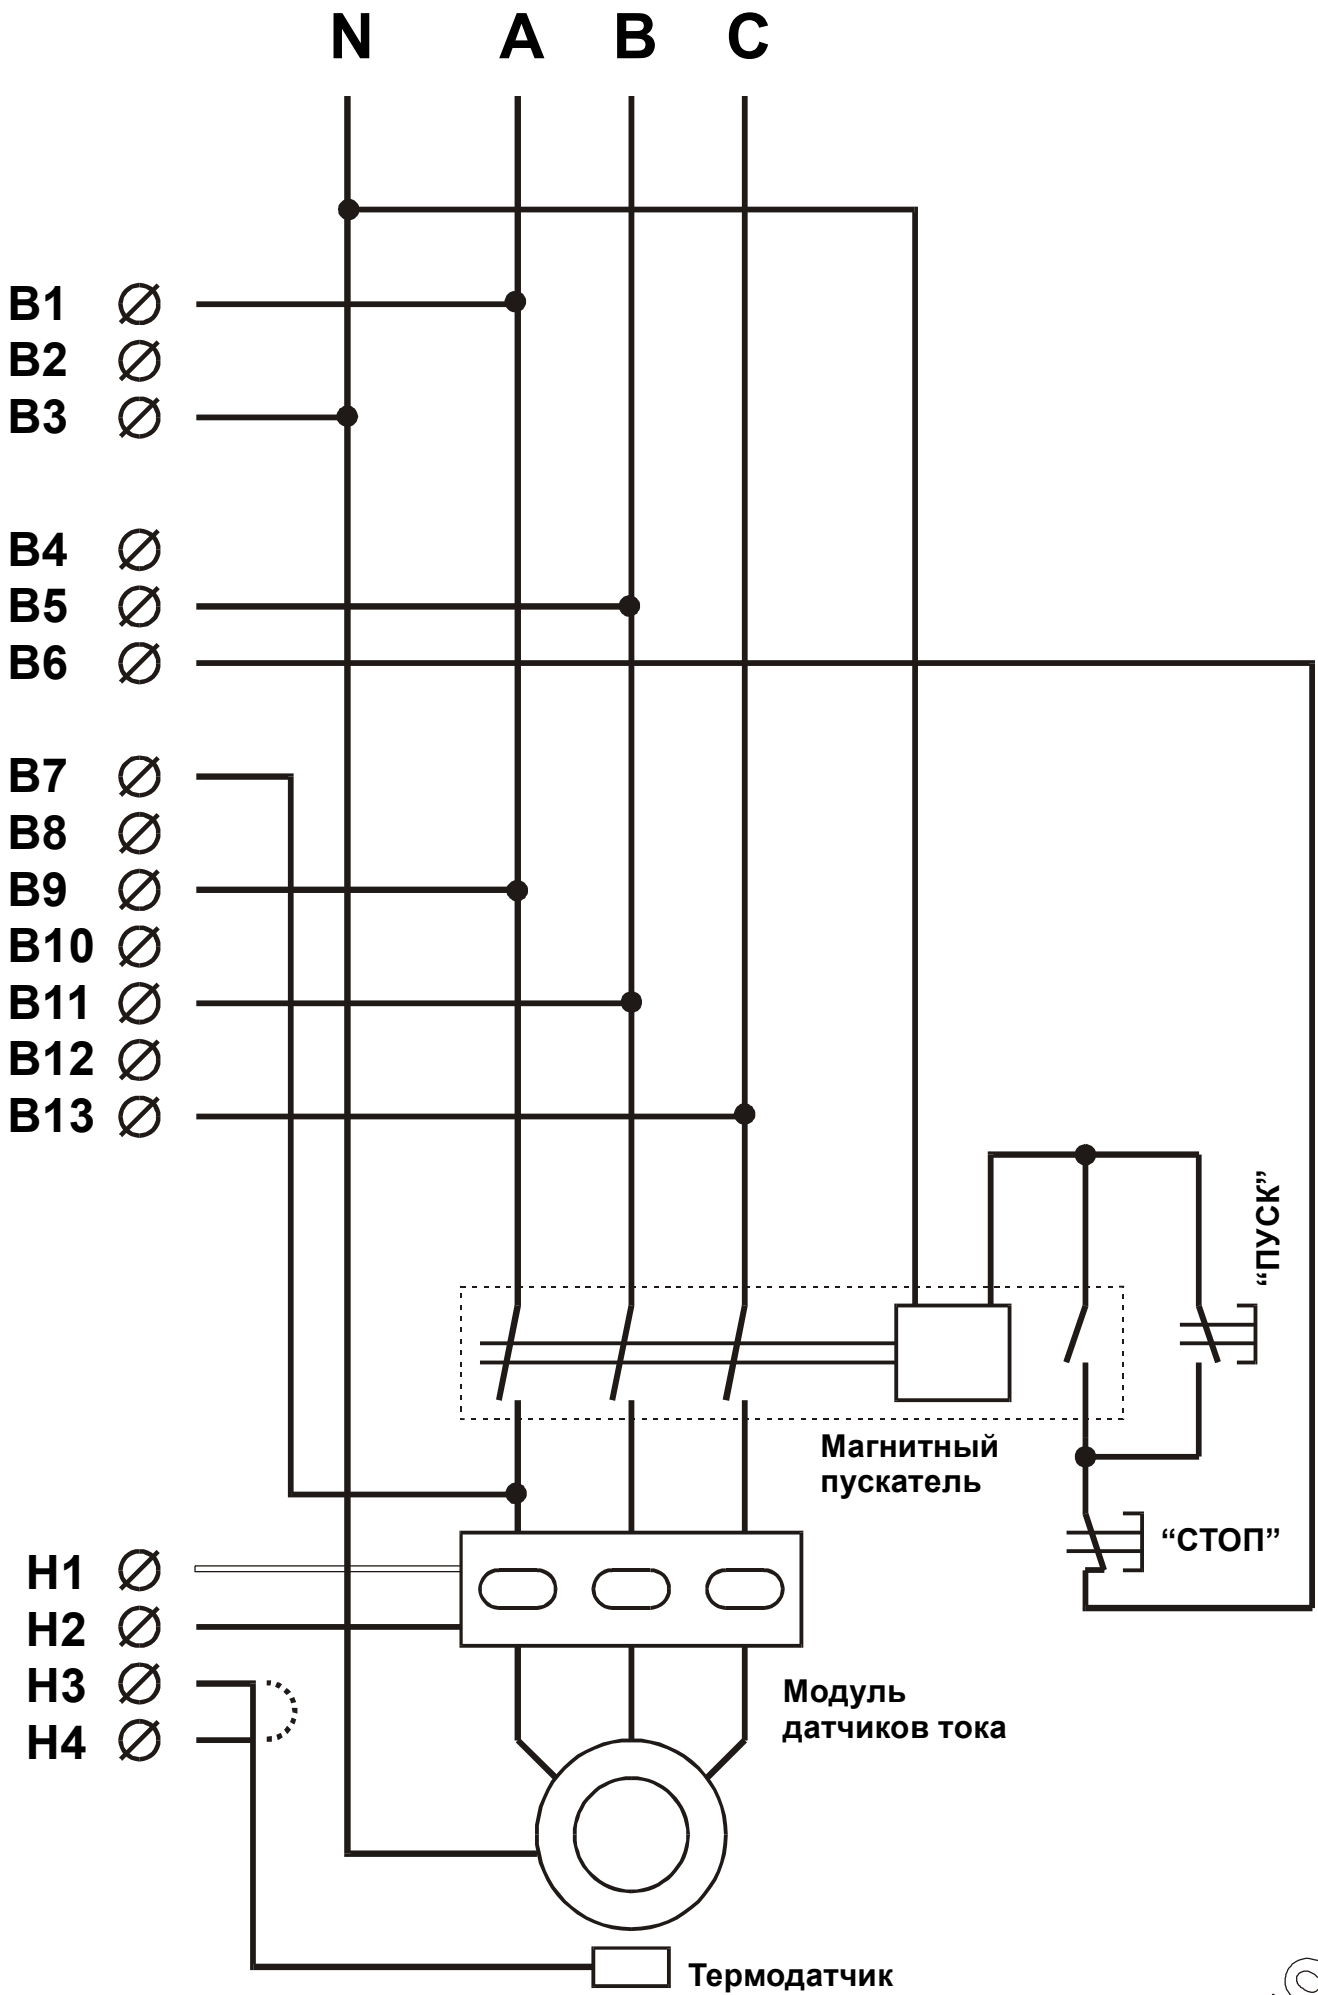 N A B C
B1
B2
B3
B4
B5
B6
B7
B8
B9
B10
B11
B12
B13
“ПУСК”
Магнитный
пускатель
“СТОП”
H1
H2
H3
H4
Модуль
датчиков тока
Термодатчик